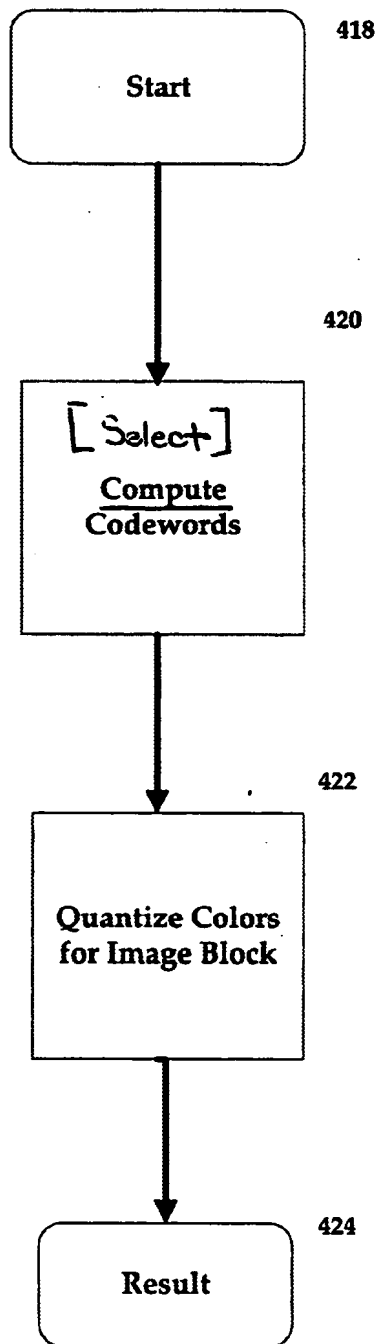 418
Start
420
[Select]
Compute
Codewords
422
Quantize Colors
for Image Block
424
Result